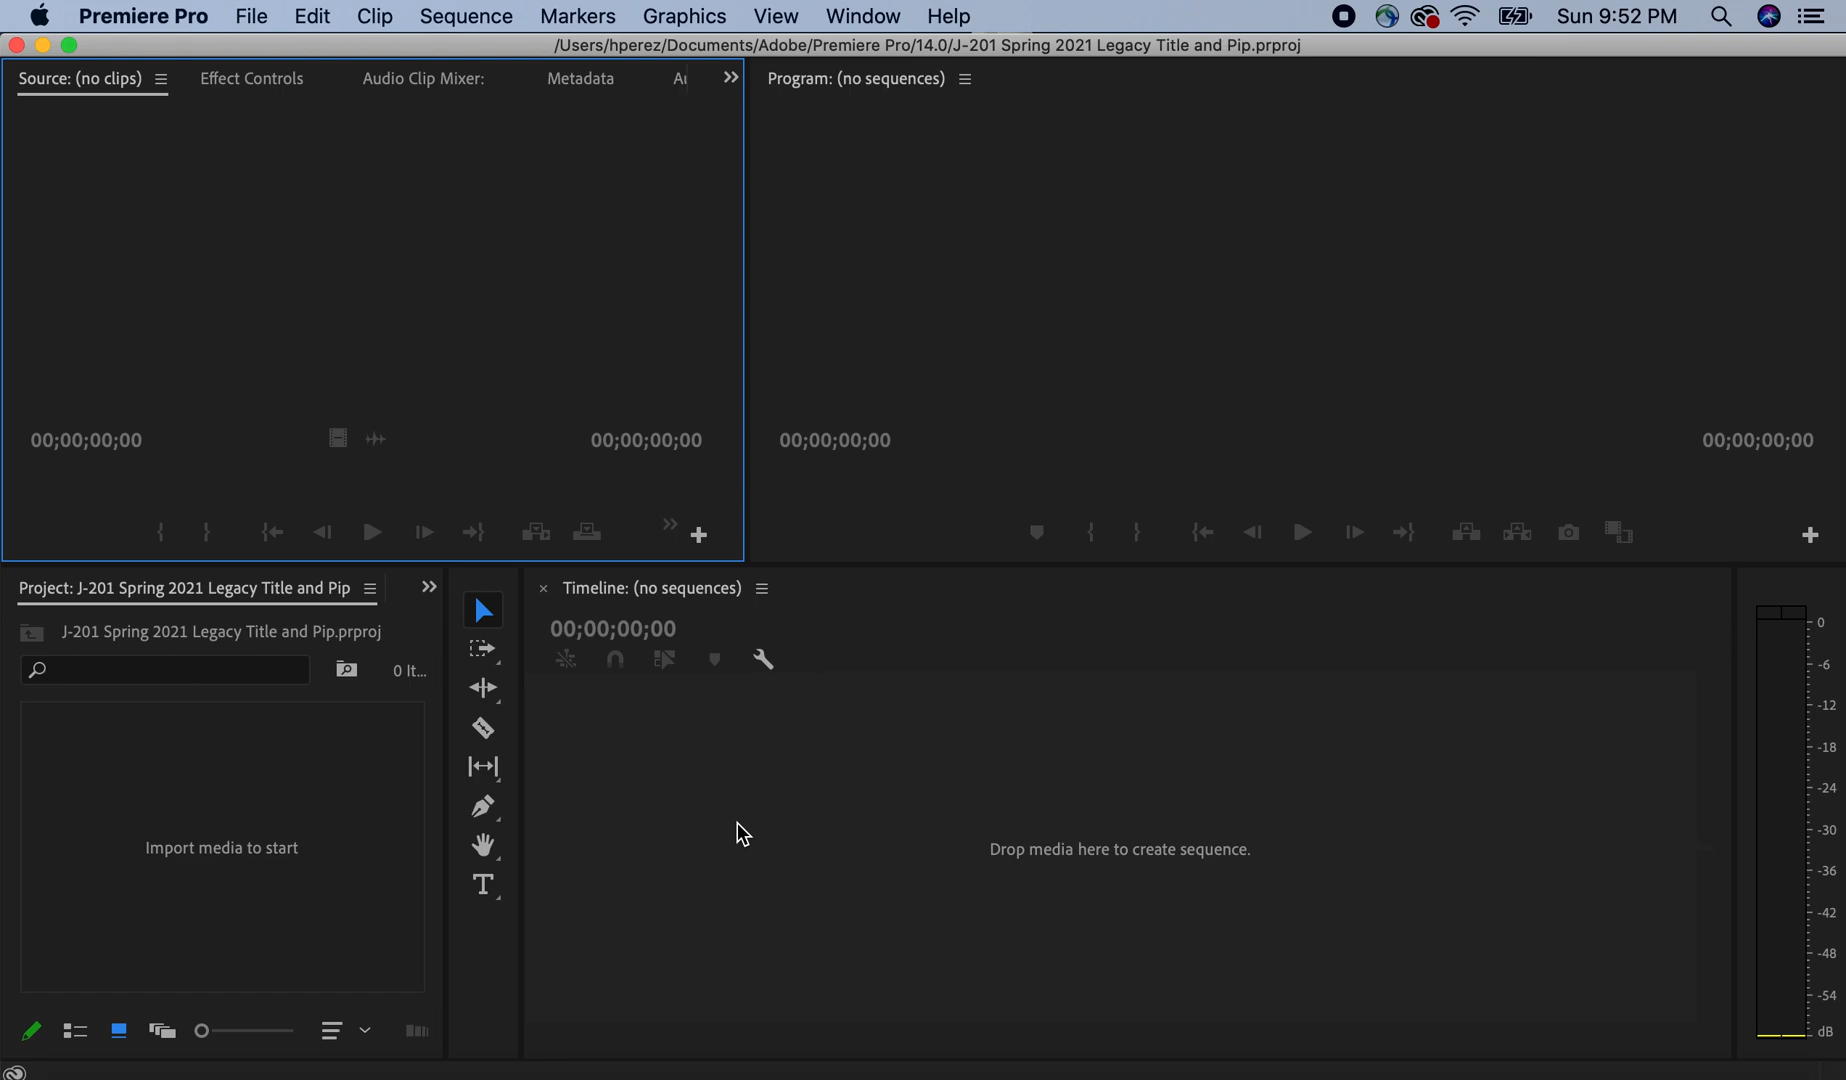 Premiere Pro File Edit Clip Sequence Markers Graphics View Window Help Sun 9:52 PM
/Users/hperez/Documents/Adobe/Premiere Pro/14.0/J-201 Spring 2021 Legacy Title and Pip.prproj
Source: (no clips) Effect Controls Audio Clip Mixer: Metadata
Program: (no sequences)
00;00;00;00 00;00;00;00
00;00;00;00 00;00;00;00
Project: J-201 Spring 2021 Legacy Title and Pip
J-201 Spring 2021 Legacy Title and Pip.prproj
0 It...
Import media to start
Timeline: (no sequences)
00;00;00;00
Drop media here to create sequence.
0
-6
-12
-18
-24
-30
-36
-42
-48
-54
dB